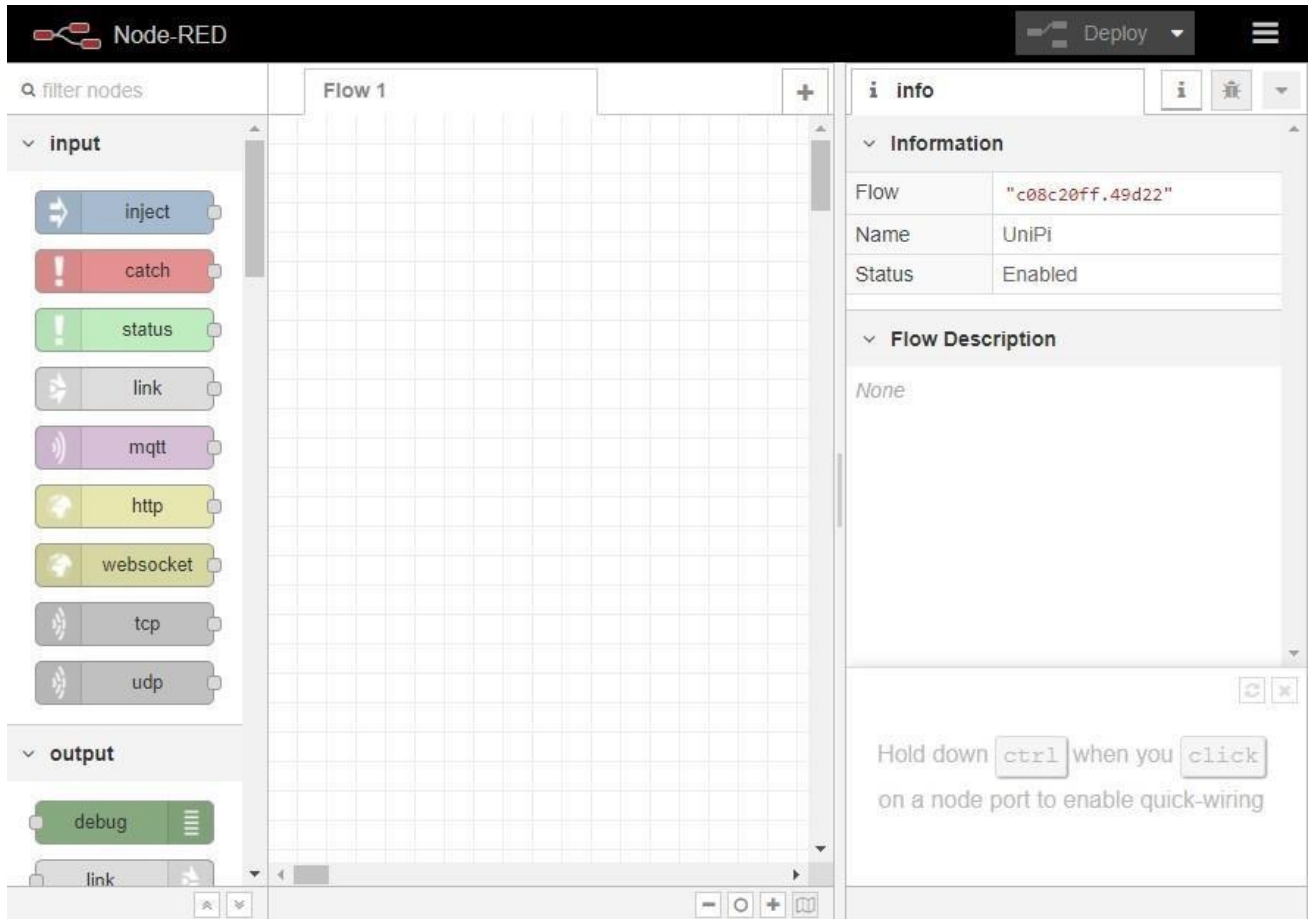 Node-RED
Deploy
filter nodes
Flow 1
i info
i
input
inject
catch
status
link
mqtt
http
websocket
tcp
udp
output
debug
link
Information
Flow "c08c20ff.49d22"
Name UniPi
Status Enabled
Flow Description
None
Hold down ctrl when you click
on a node port to enable quick-wiring